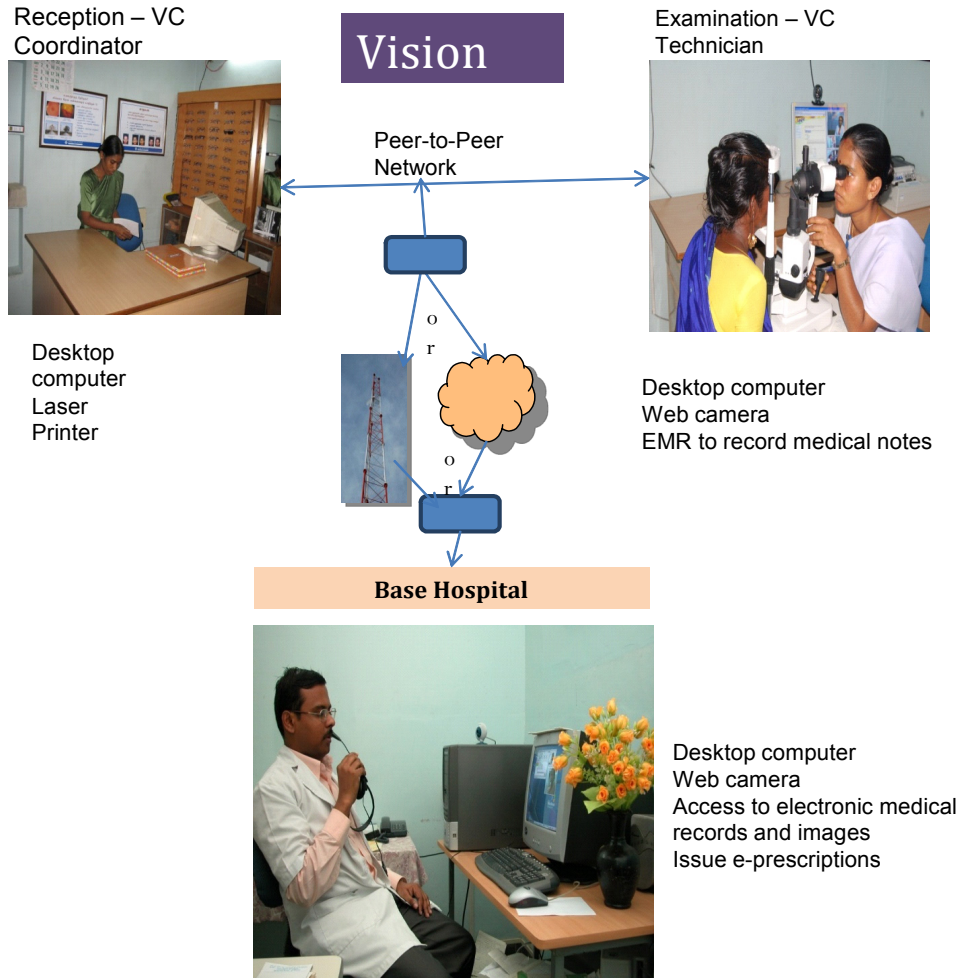 Reception – VC
Coordinator
Vision
Examination – VC
Technician
Peer-to-Peer
Network
o
r
Desktop
computer
Laser
Printer
Desktop computer
Web camera
EMR to record medical notes
o
r
Base Hospital
Desktop computer
Web camera
Access to electronic medical
records and images
Issue e-prescriptions